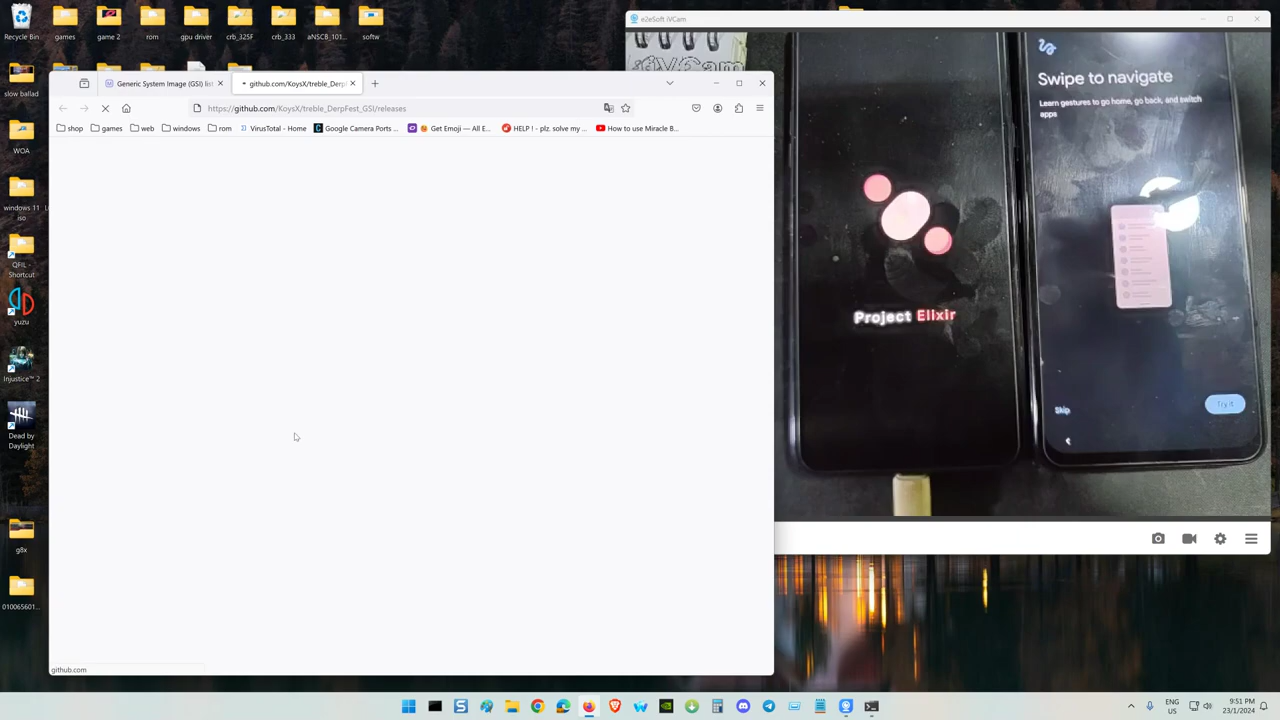 Recycle Bin
games
game 2
rom
gpu driver
crb_325F
crb_333
aNSCB_101...
softw
slow ballad
WOA
windows 11 iso
QFIL - Shortcut
yuzu
Injustice™ 2
Dead by Daylight
g8x
010065601...
Generic System Image (GSI) list
github.com/KoysX/treble_DerpF
https://github.com/KoysX/treble_DerpFest_GSI/releases
shop
games
web
windows
rom
VirusTotal - Home
Google Camera Ports ...
Get Emoji — All E...
HELP ! - plz. solve my ...
How to use Miracle B...
github.com
e2eSoft iVCam
iVCam
Project Elixir
Swipe to navigate
Learn gestures to go home, go back, and switch
apps
Skip
Try it
ENG
US
9:51 PM
23/1/2024